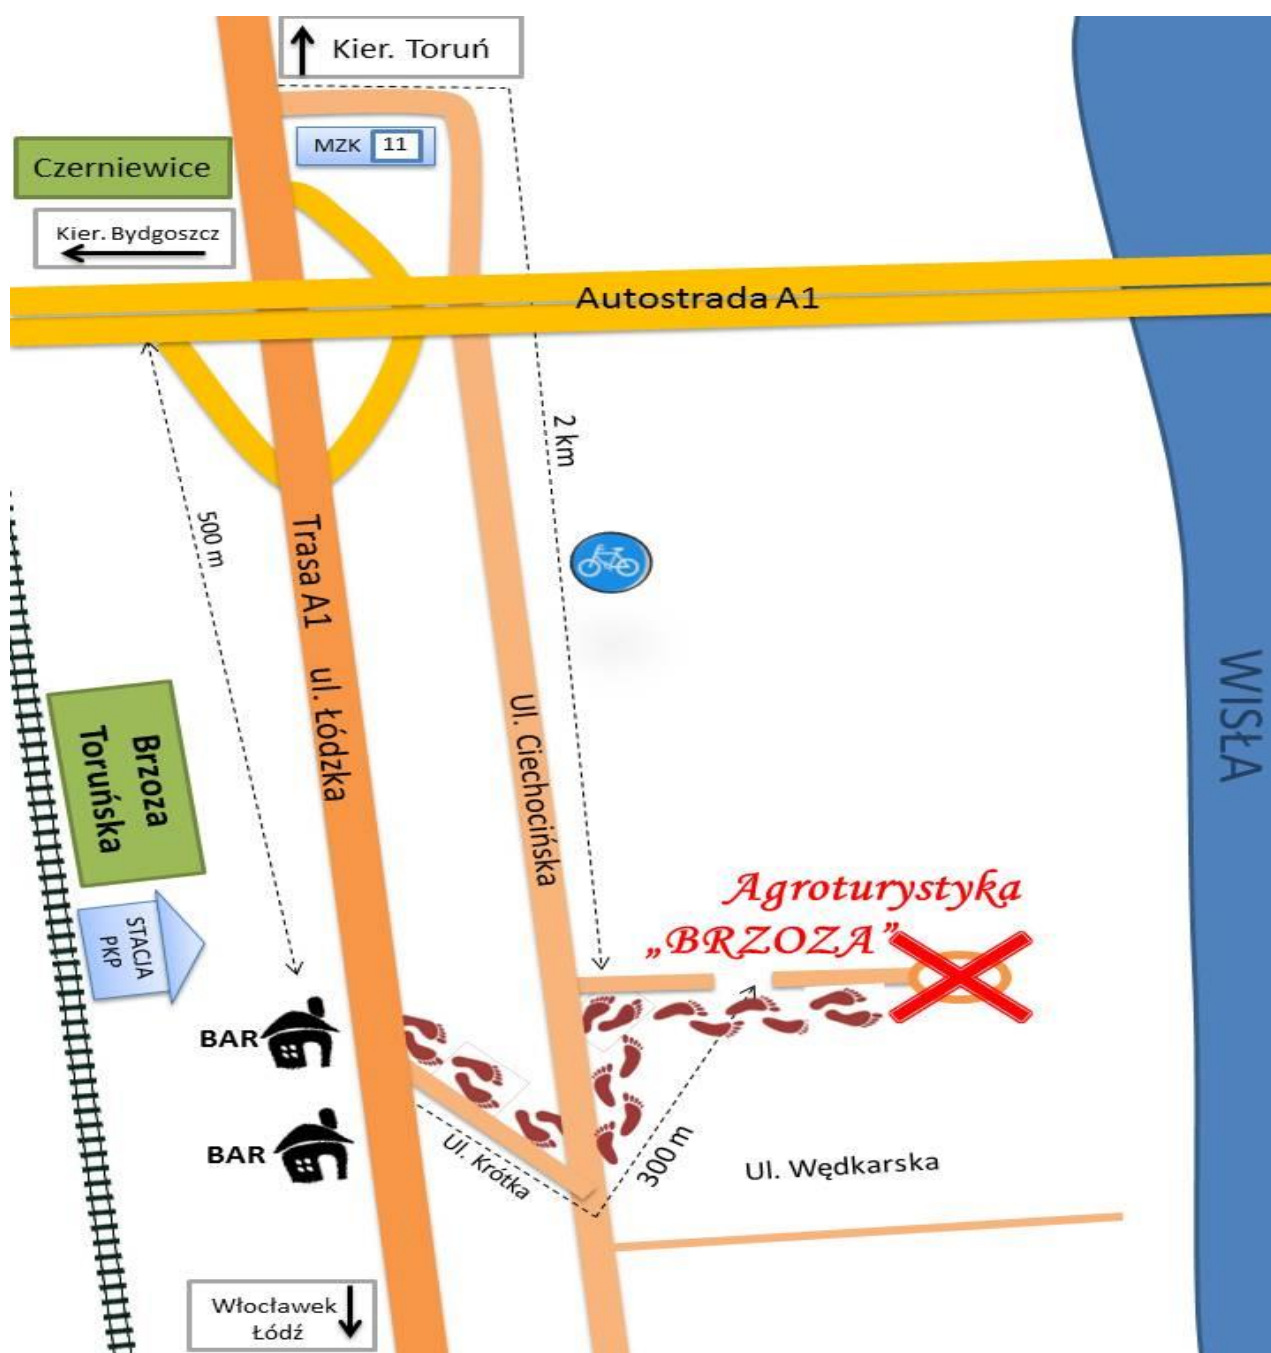 Kier. Toruń
MZK 11
Czerniewice
Kier. Bydgoszcz
Autostrada A1
2 km
500 m
Trasa A1 ul. Łódzka
Ul. Ciechocińska
WISŁA
Brzoza
Toruńska
STACJA
PKP
Agroturystyka
„BRZOZA”
BAR
BAR
Ul. Krótka
300 m
Ul. Wędkarska
Włocławek
Łódź